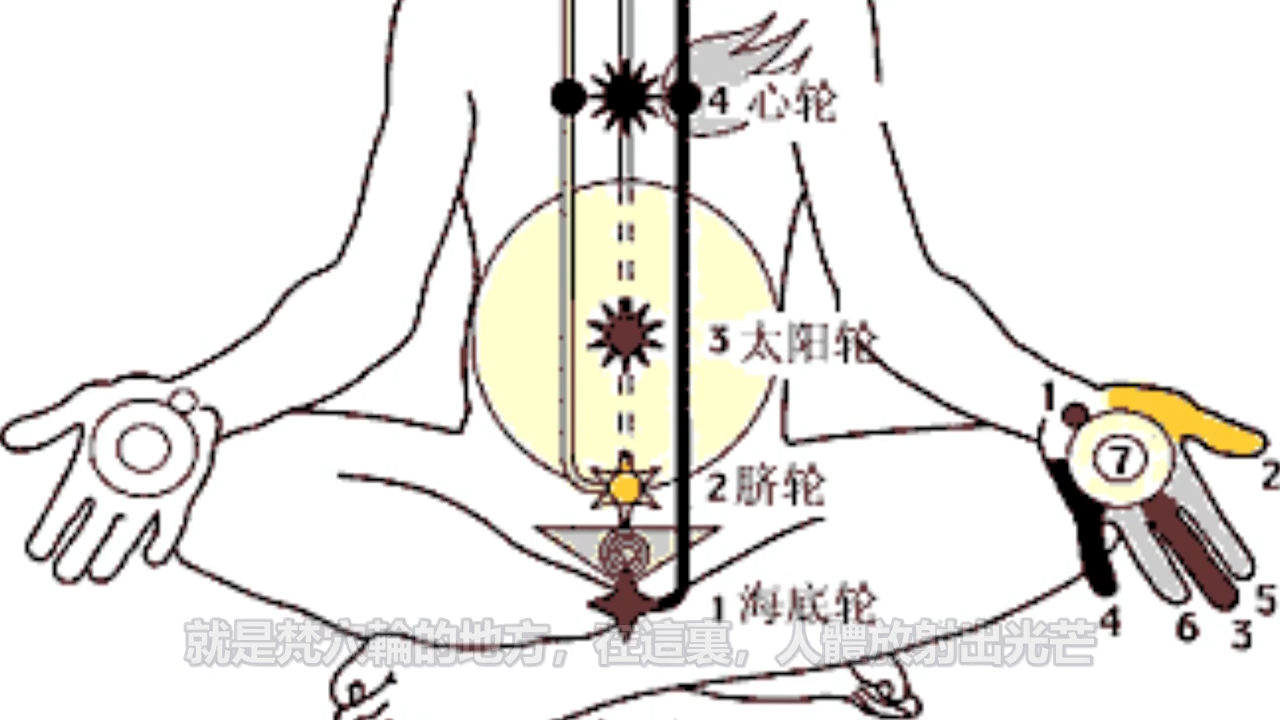 4 心轮
3 太阳轮
1
7
2
2 脐轮
5
1 海底轮
4
6
3
就是梵穴輪的地方，在這裏，人體放射出光芒